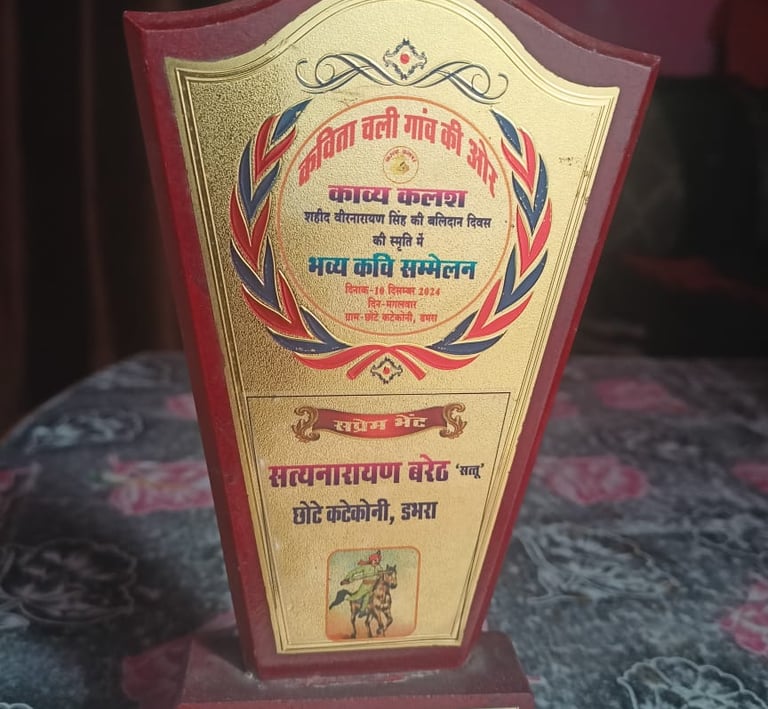 कविता चली गांव की ओर
काव्य कलश
शहीद वीरनारायण सिंह की बलिदान दिवस
की स्मृति में
भव्य कवि सम्मेलन
दिनाक-10 दिसम्बर 2024
दिन-मंगलवार
ग्राम-छोटे कटेकोनी, डभरा
सप्रेम भेंट
सत्यनारायण बरेठ ‘सत्तू’
छोटे कटेकोनी, डभरा